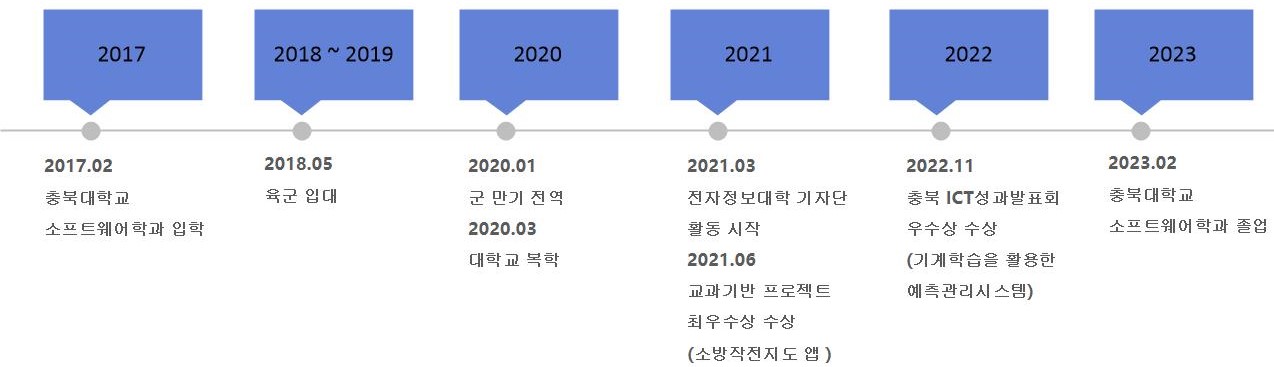 2017
2018 ~ 2019
2020
2021
2022
2023
2017.02
충북대학교
소프트웨어학과 입학
2018.05
육군 입대
2020.01
군 만기 전역
2020.03
대학교 복학
2021.03
전자정보대학 기자단
활동 시작
2021.06
교과기반 프로젝트
최우수상 수상
(소방작전지도 앱 )
2022.11
충북 ICT성과발표회
우수상 수상
(기계학습을 활용한
예측관리시스템)
2023.02
충북대학교
소프트웨어학과 졸업